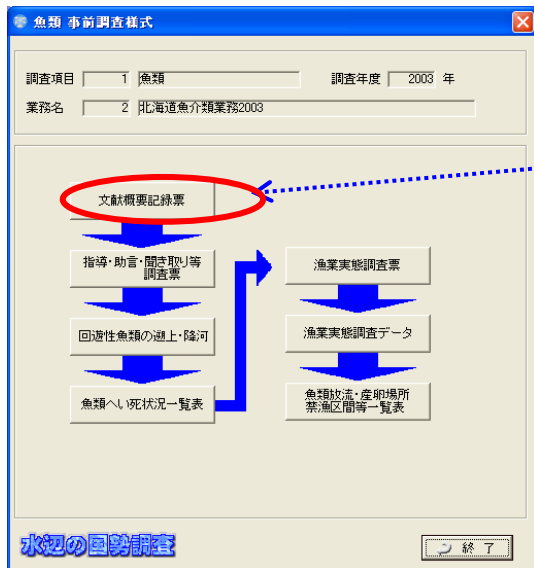 魚類 事前調査様式
調査項目 1 魚類 調査年度 2003 年
業務名 2 北海道魚介類業務2003
文献概要記録票
指導・助言・聞き取り等
調査票
回遊性魚類の遡上・降河
魚類へい死状況一覧表
漁業実態調査票
漁業実態調査データ
魚類放流・産卵場所
禁漁区間等一覧表
水辺の国勢調査
終 了